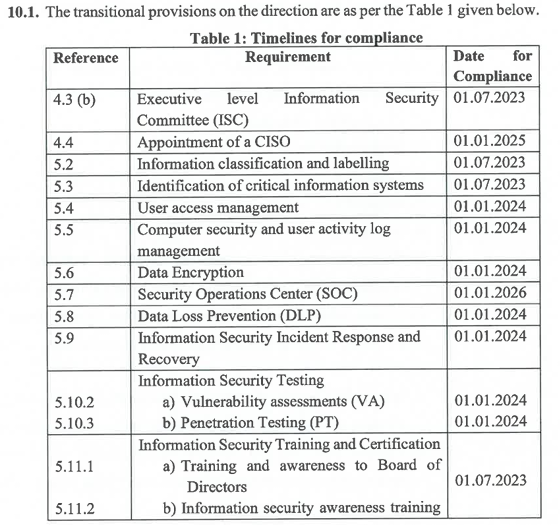 10.1. The transitional provisions on the direction are as per the Table 1 given below.
Table 1: Timelines for compliance
Reference Requirement Date for
Compliance
4.3 (b) Executive level Information Security 01.07.2023
Committee (ISC)
4.4 Appointment of a CISO 01.01.2025
5.2 Information classification and labelling 01.07.2023
5.3 Identification of critical information systems 01.07.2023
5.4 User access management 01.01.2024
5.5 Computer security and user activity log 01.01.2024
management
5.6 Data Encryption 01.01.2024
5.7 Security Operations Center (SOC) 01.01.2026
5.8 Data Loss Prevention (DLP) 01.01.2024
5.9 Information Security Incident Response and 01.01.2024
Recovery
Information Security Testing
5.10.2 a) Vulnerability assessments (VA) 01.01.2024
5.10.3 b) Penetration Testing (PT) 01.01.2024
Information Security Training and Certification
5.11.1 a) Training and awareness to Board of
Directors 01.07.2023
5.11.2 b) Information security awareness training